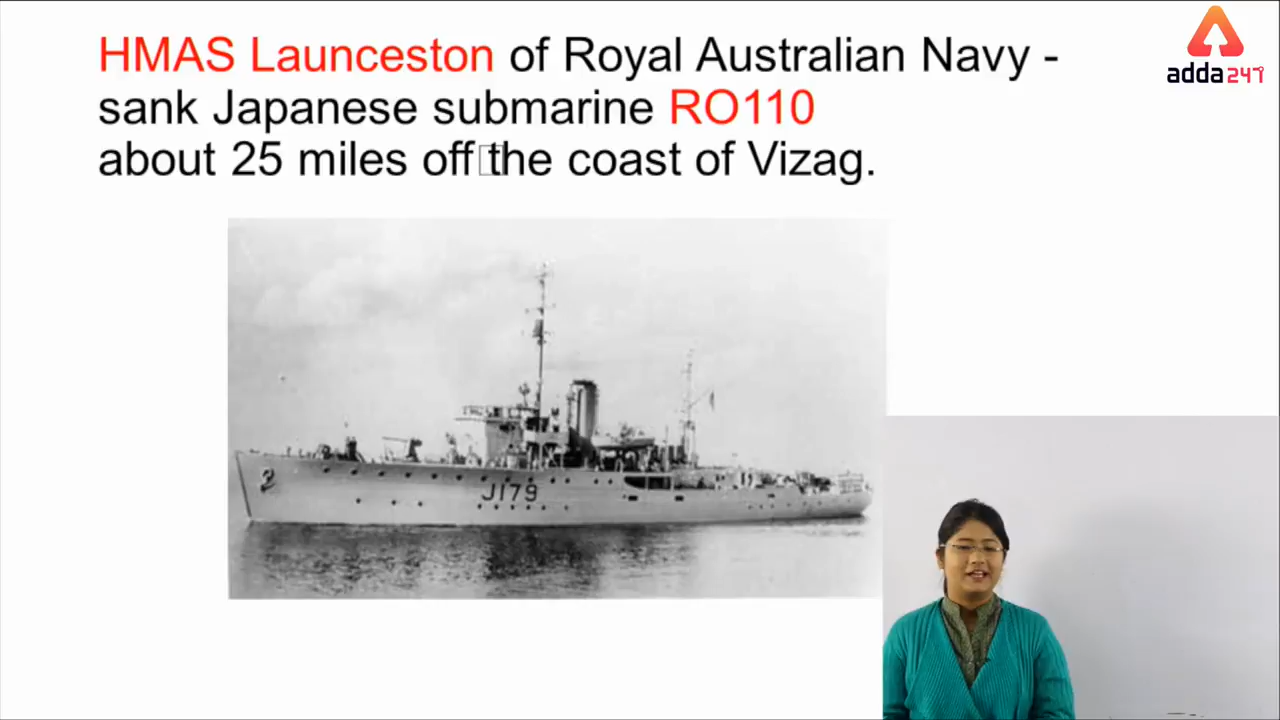 HMAS Launceston of Royal Australian Navy -
sank Japanese submarine RO110
about 25 miles off the coast of Vizag.
adda247
J179